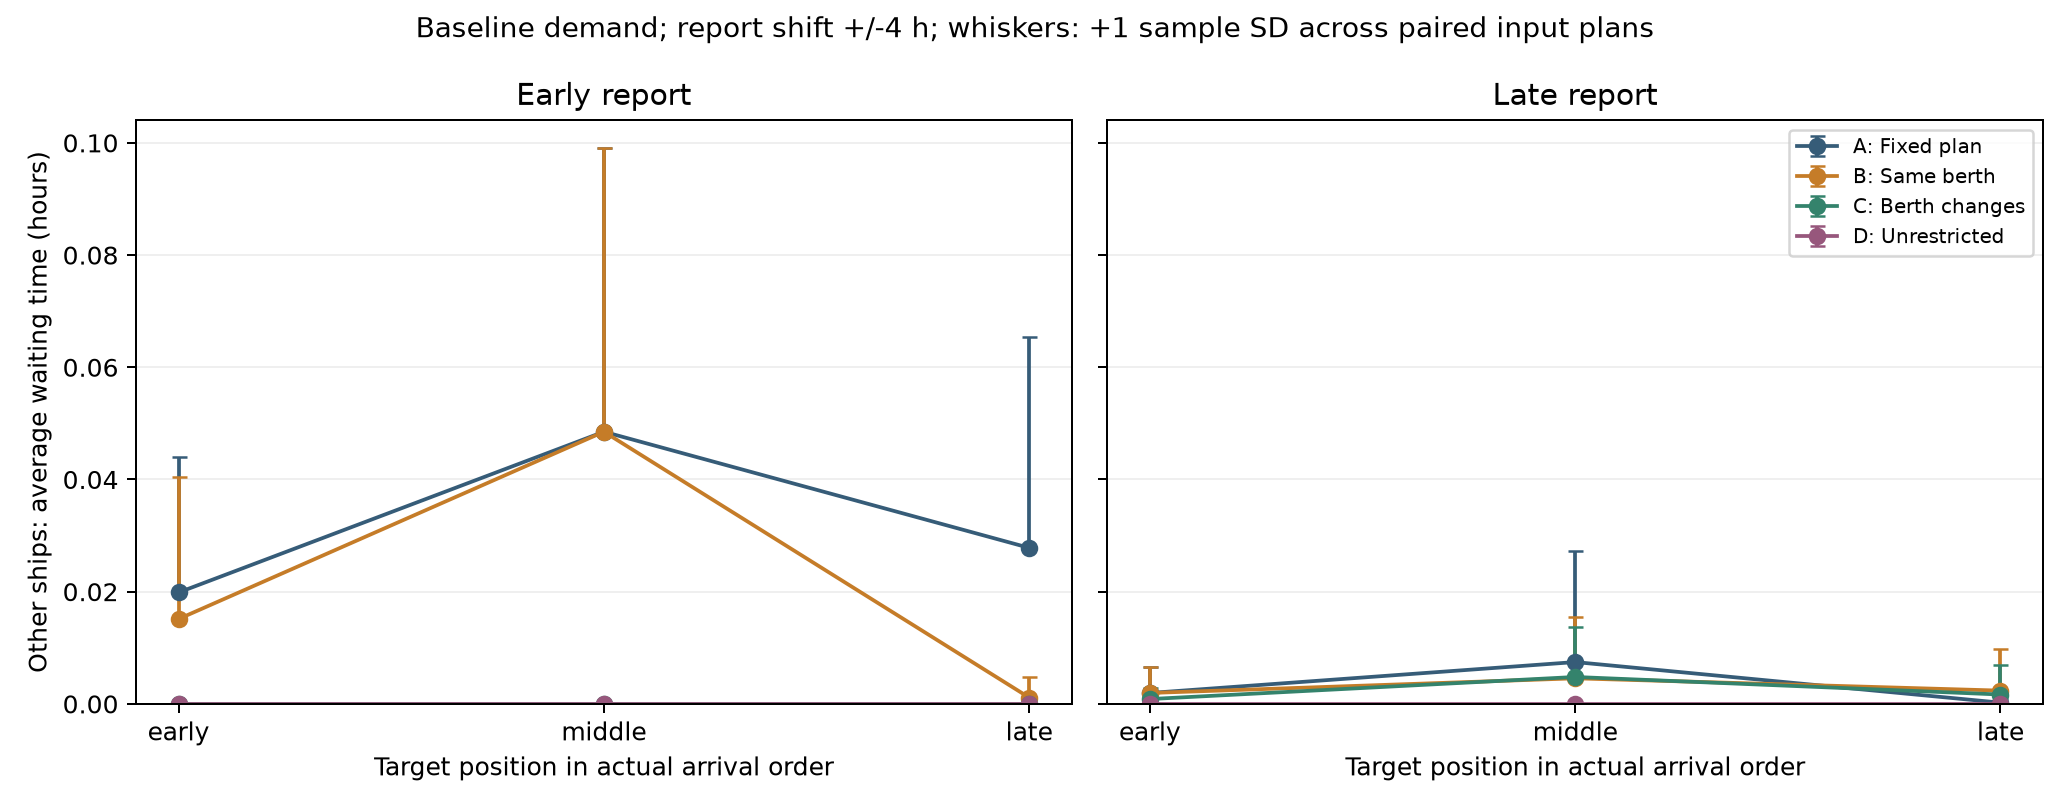 Baseline demand; report shift +/-4 h; whiskers: +1 sample SD across paired input plans
Early report
Late report
Other ships: average waiting time (hours)
0.10
0.08
0.06
0.04
0.02
0.00
early
middle
late
Target position in actual arrival order
A: Fixed plan
B: Same berth
C: Berth changes
D: Unrestricted
early
middle
late
Target position in actual arrival order